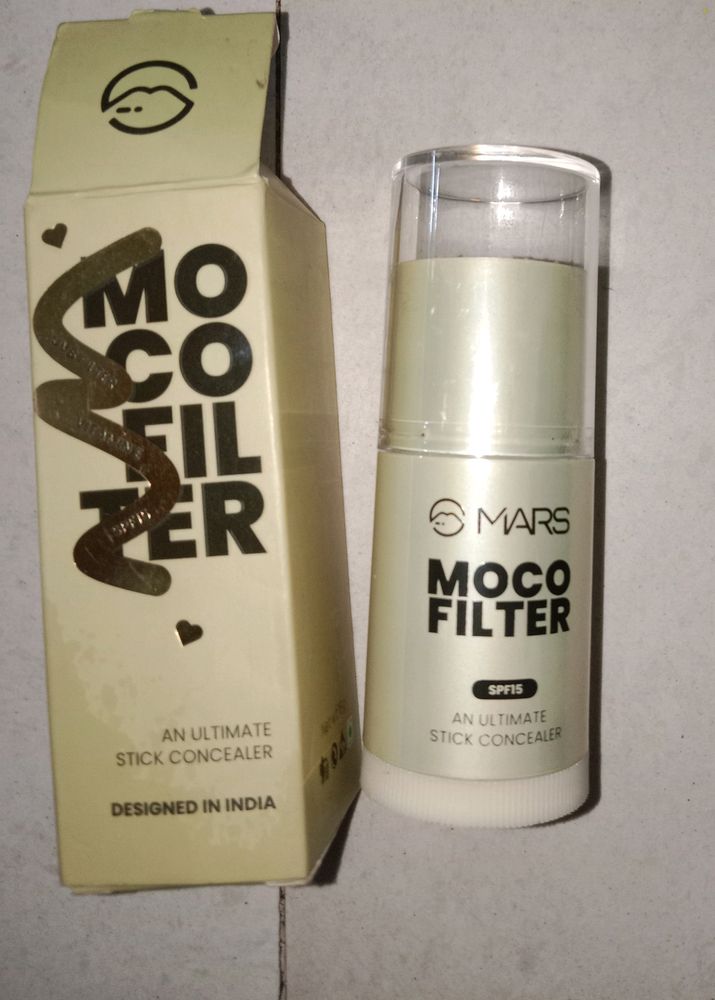 MO
CO
FIL
TER
VITAMIN E
AN ULTIMATE
STICK CONCEALER
DESIGNED IN INDIA
MARS
MOCO
FILTER
SPF15
AN ULTIMATE
STICK CONCEALER